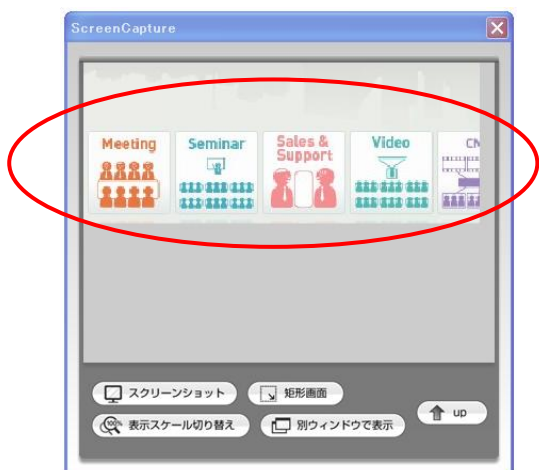 ScreenCapture
Meeting
Seminar
Sales &
Support
Video
スクリーンショット
矩形画面
表示スケール切り替え
別ウィンドウで表示
up